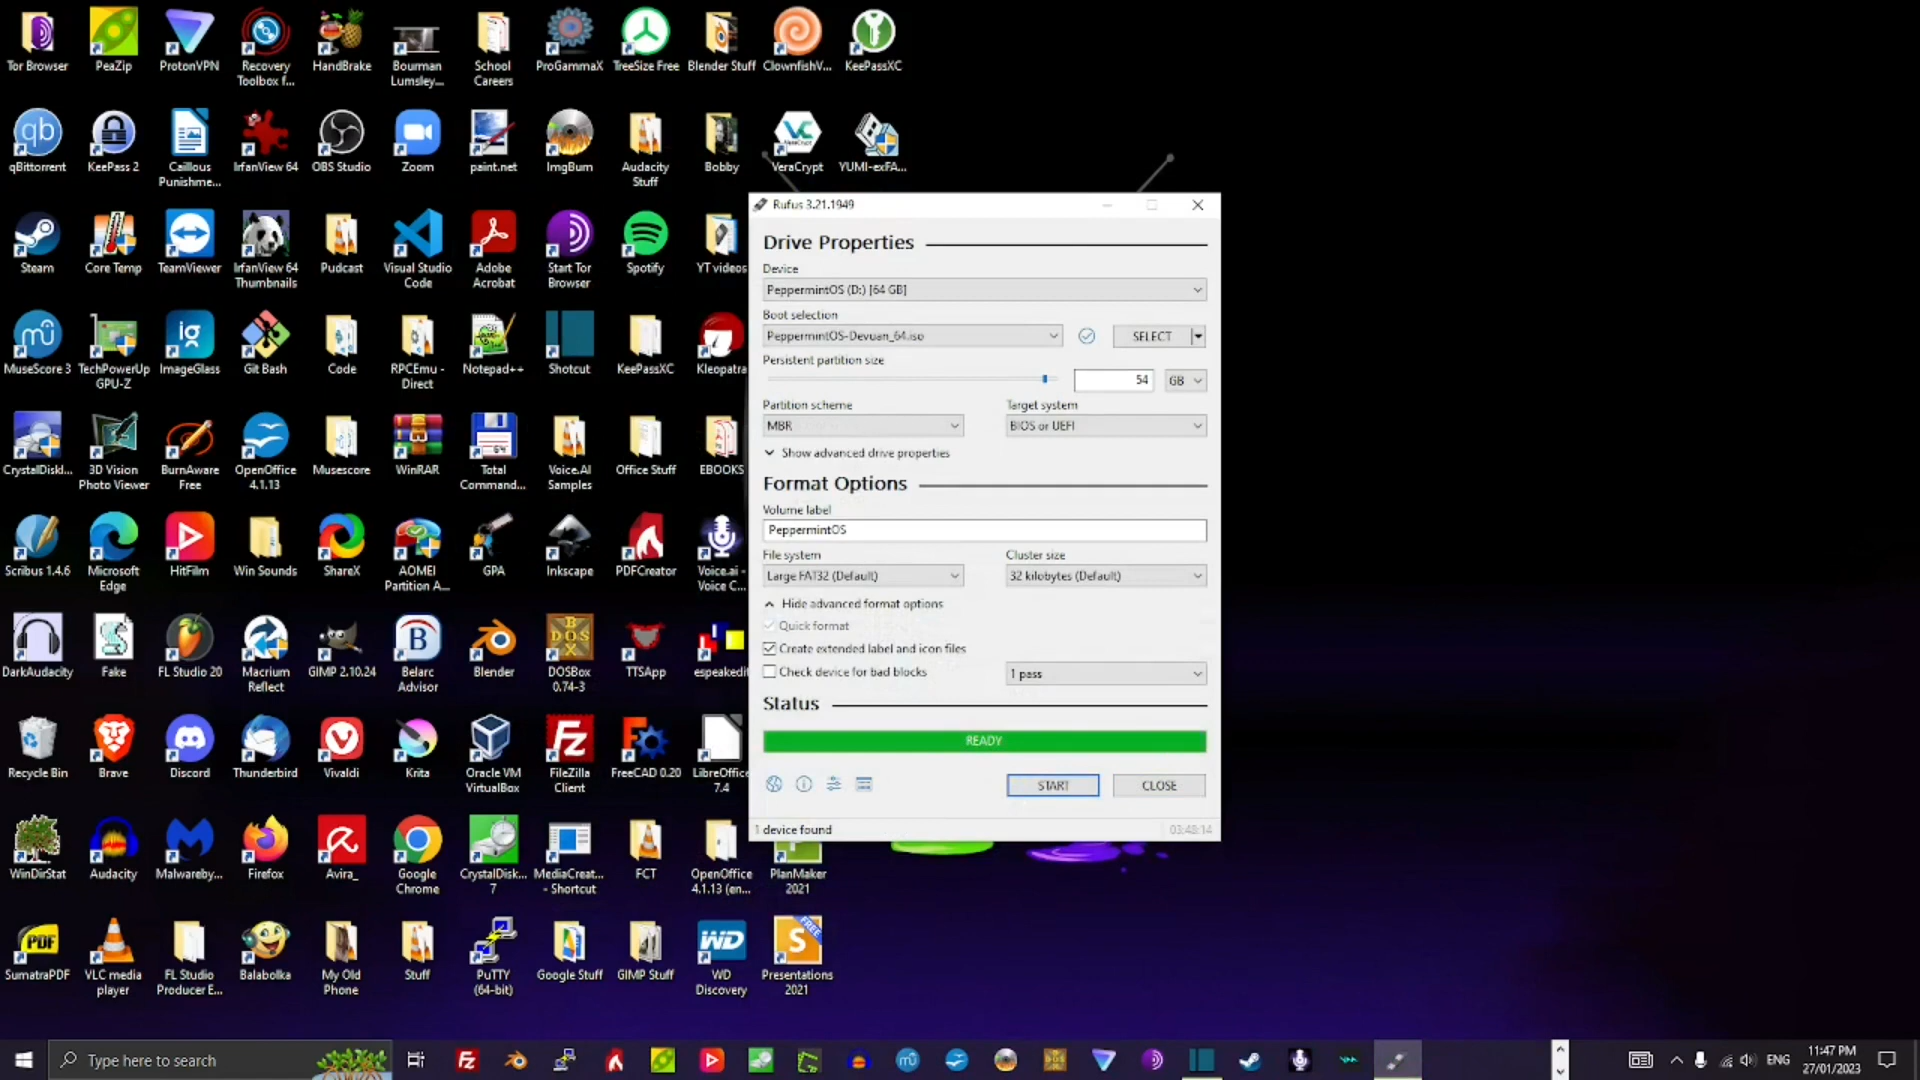 Tor Browser
PeaZip
ProtonVPN
Recovery
Toolbox f...
HandBrake
Bourman
Lumsley...
School
Careers
ProGammaX
TreeSize Free
Blender Stuff
ClownfishV...
KeePassXC
qBittorrent
KeePass 2
Caillous
Punishme...
IrfanView 64
OBS Studio
Zoom
paint.net
ImgBurn
Audacity
Stuff
Bobby
VeraCrypt
YUMI-exFA...
Steam
Core Temp
TeamViewer
IrfanView 64
Thumbnails
Pudcast
Visual Studio
Code
Adobe
Acrobat
Start Tor
Browser
Spotify
YT videos
MuseScore 3
TechPowerUp
GPU-Z
ImageGlass
Git Bash
Code
RPCEmu -
Direct
Notepad++
Shotcut
KeePassXC
Kleopatra
CrystalDiskI...
3D Vision
Photo Viewer
BurnAware
Free
OpenOffice
4.1.13
Musescore
WinRAR
Total
Command...
Voice.AI
Samples
Office Stuff
EBOOKS
Scribus 1.4.6
Microsoft
Edge
HitFilm
Win Sounds
ShareX
AOMEI
Partition A...
GPA
Inkscape
PDFCreator
Voice.ai -
Voice C...
DarkAudacity
Fake
FL Studio 20
Macrium
Reflect
GIMP 2.10.24
Belarc
Advisor
Blender
DOSBox
0.74-3
TTSApp
espeakedit
Recycle Bin
Brave
Discord
Thunderbird
Vivaldi
Krita
Oracle VM
VirtualBox
FileZilla
Client
FreeCAD 0.20
LibreOffice
7.4
WinDirStat
Audacity
Malwareby...
Firefox
Avira_
Google
Chrome
CrystalDisk...
7
MediaCreat...
- Shortcut
FCT
OpenOffice
4.1.13 (en...
PlanMaker
2021
SumatraPDF
VLC media
player
FL Studio
Producer E...
Balabolka
My Old
Phone
Stuff
PuTTY
(64-bit)
Google Stuff
GIMP Stuff
WD
Discovery
Presentations
2021
Rufus 3.21.1949
Drive Properties
Device
PeppermintOS (D:) [64 GB]
Boot selection
PeppermintOS-Devuan_64.iso
SELECT
Persistent partition size
54
GB
Partition scheme
Target system
MBR
BIOS or UEFI
Show advanced drive properties
Format Options
Volume label
PeppermintOS
File system
Cluster size
Large FAT32 (Default)
32 kilobytes (Default)
Hide advanced format options
Quick format
Create extended label and icon files
Check device for bad blocks
1 pass
Status
READY
START
CLOSE
1 device found
03:48:14
Type here to search
ENG
11:47 PM
27/01/2023